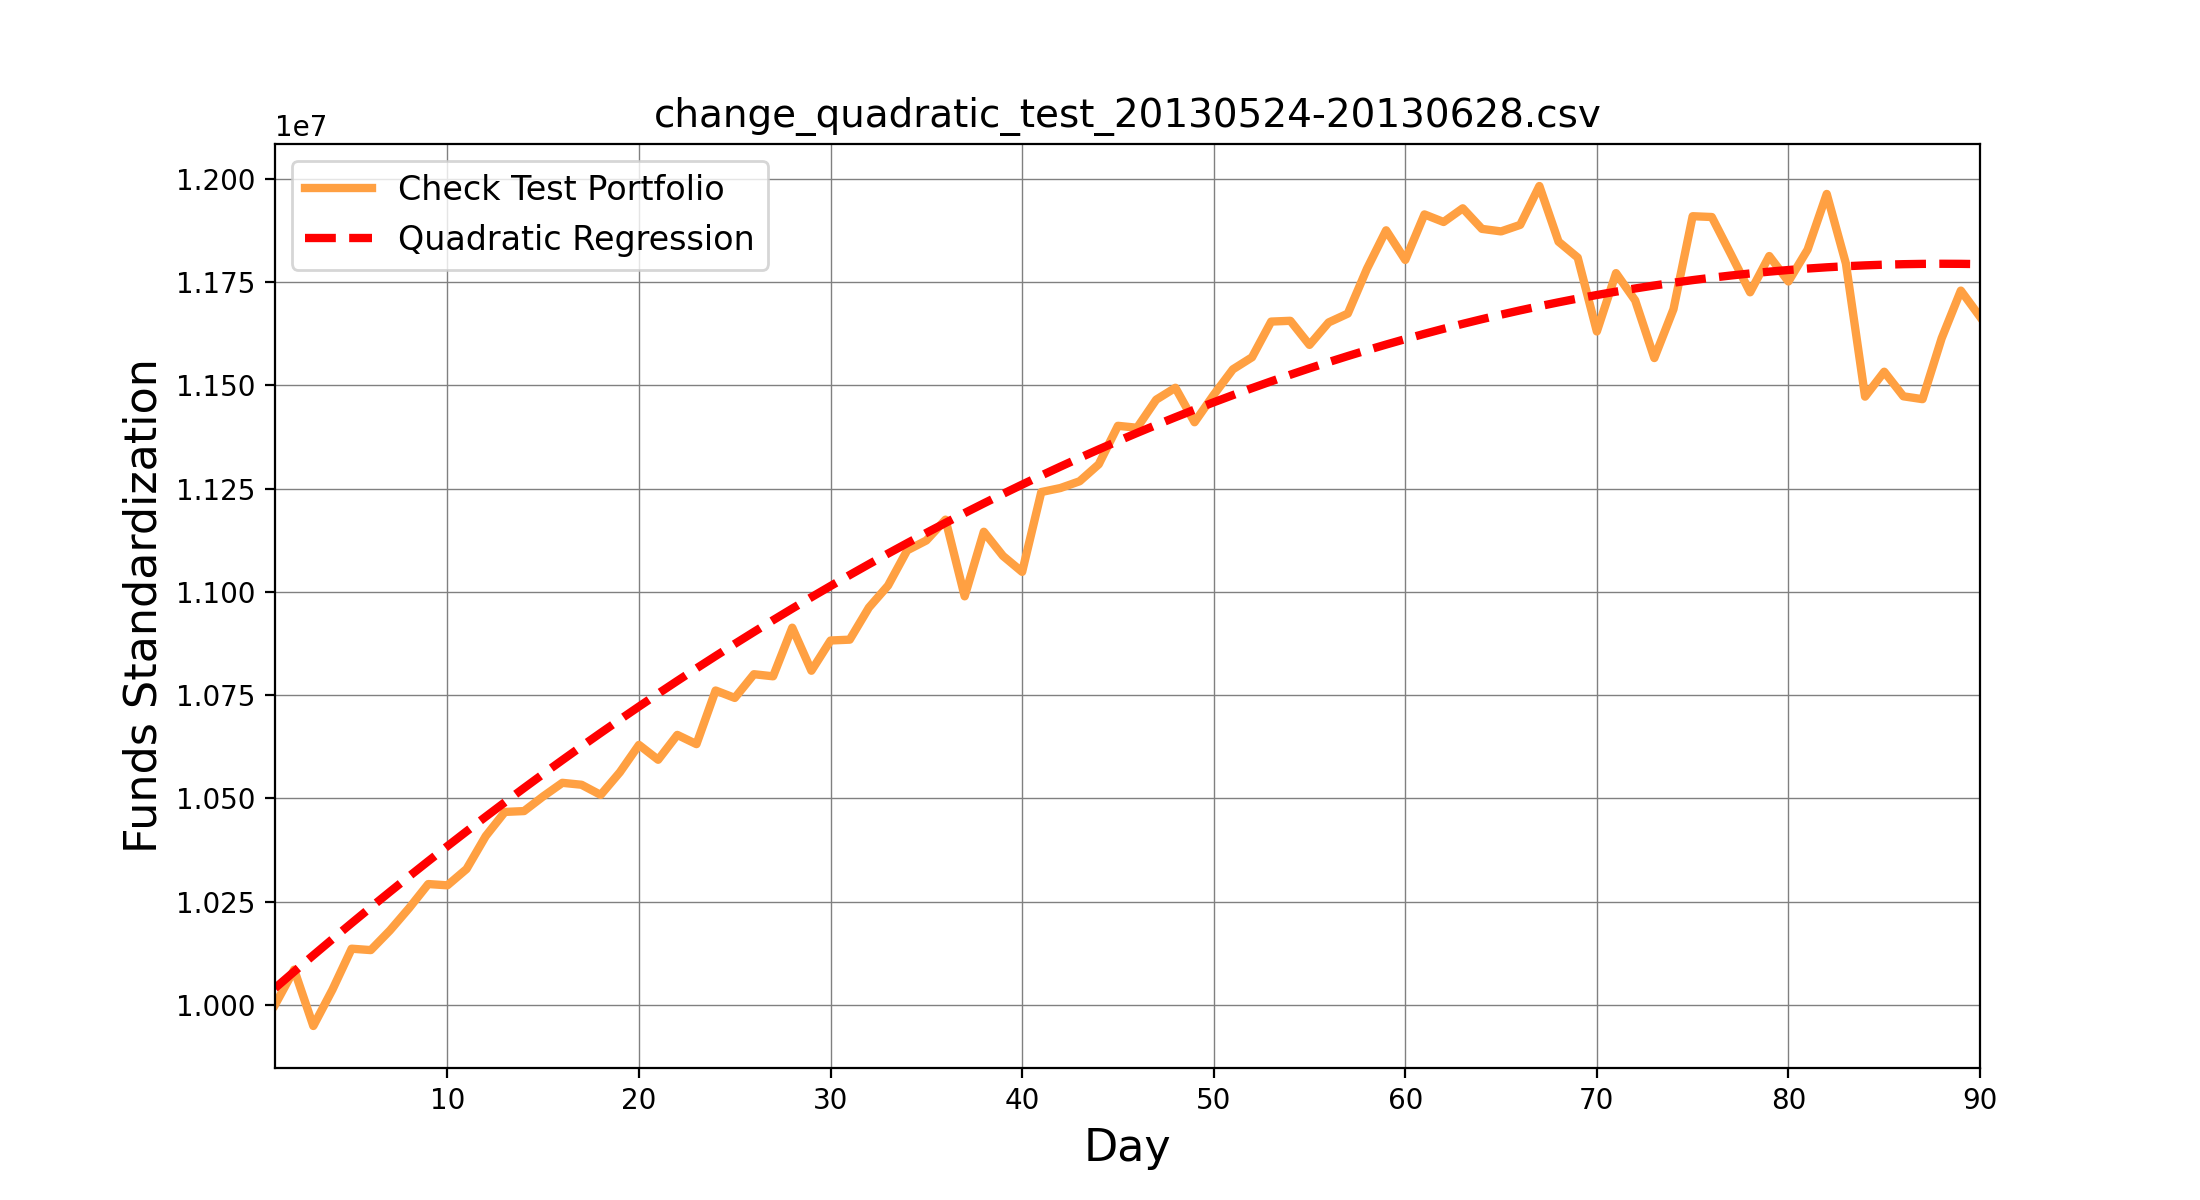 change_quadratic_test_20130524-20130628.csv
1e7
Check Test Portfolio
Quadratic Regression
Funds Standardization
1.200
1.175
1.150
1.125
1.100
1.075
1.050
1.025
1.000
10 20 30 40 50 60 70 80 90
Day